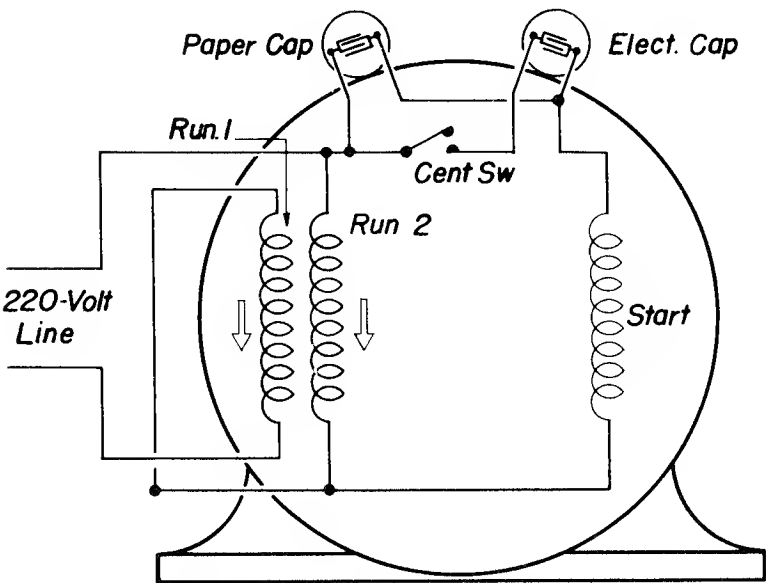 Paper Cap
Elect. Cap
Run.1
Cent Sw
Run 2
220-Volt
Line
Start